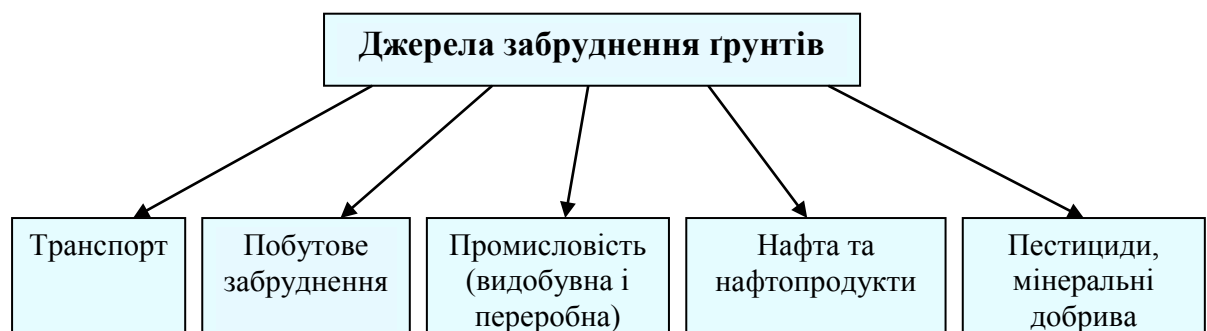 Джерела забруднення ґрунтів
Транспорт
Побутове
забруднення
Промисловість
(видобувна і
переробна)
Нафта та
нафтопродукти
Пестициди,
мінеральні
добрива